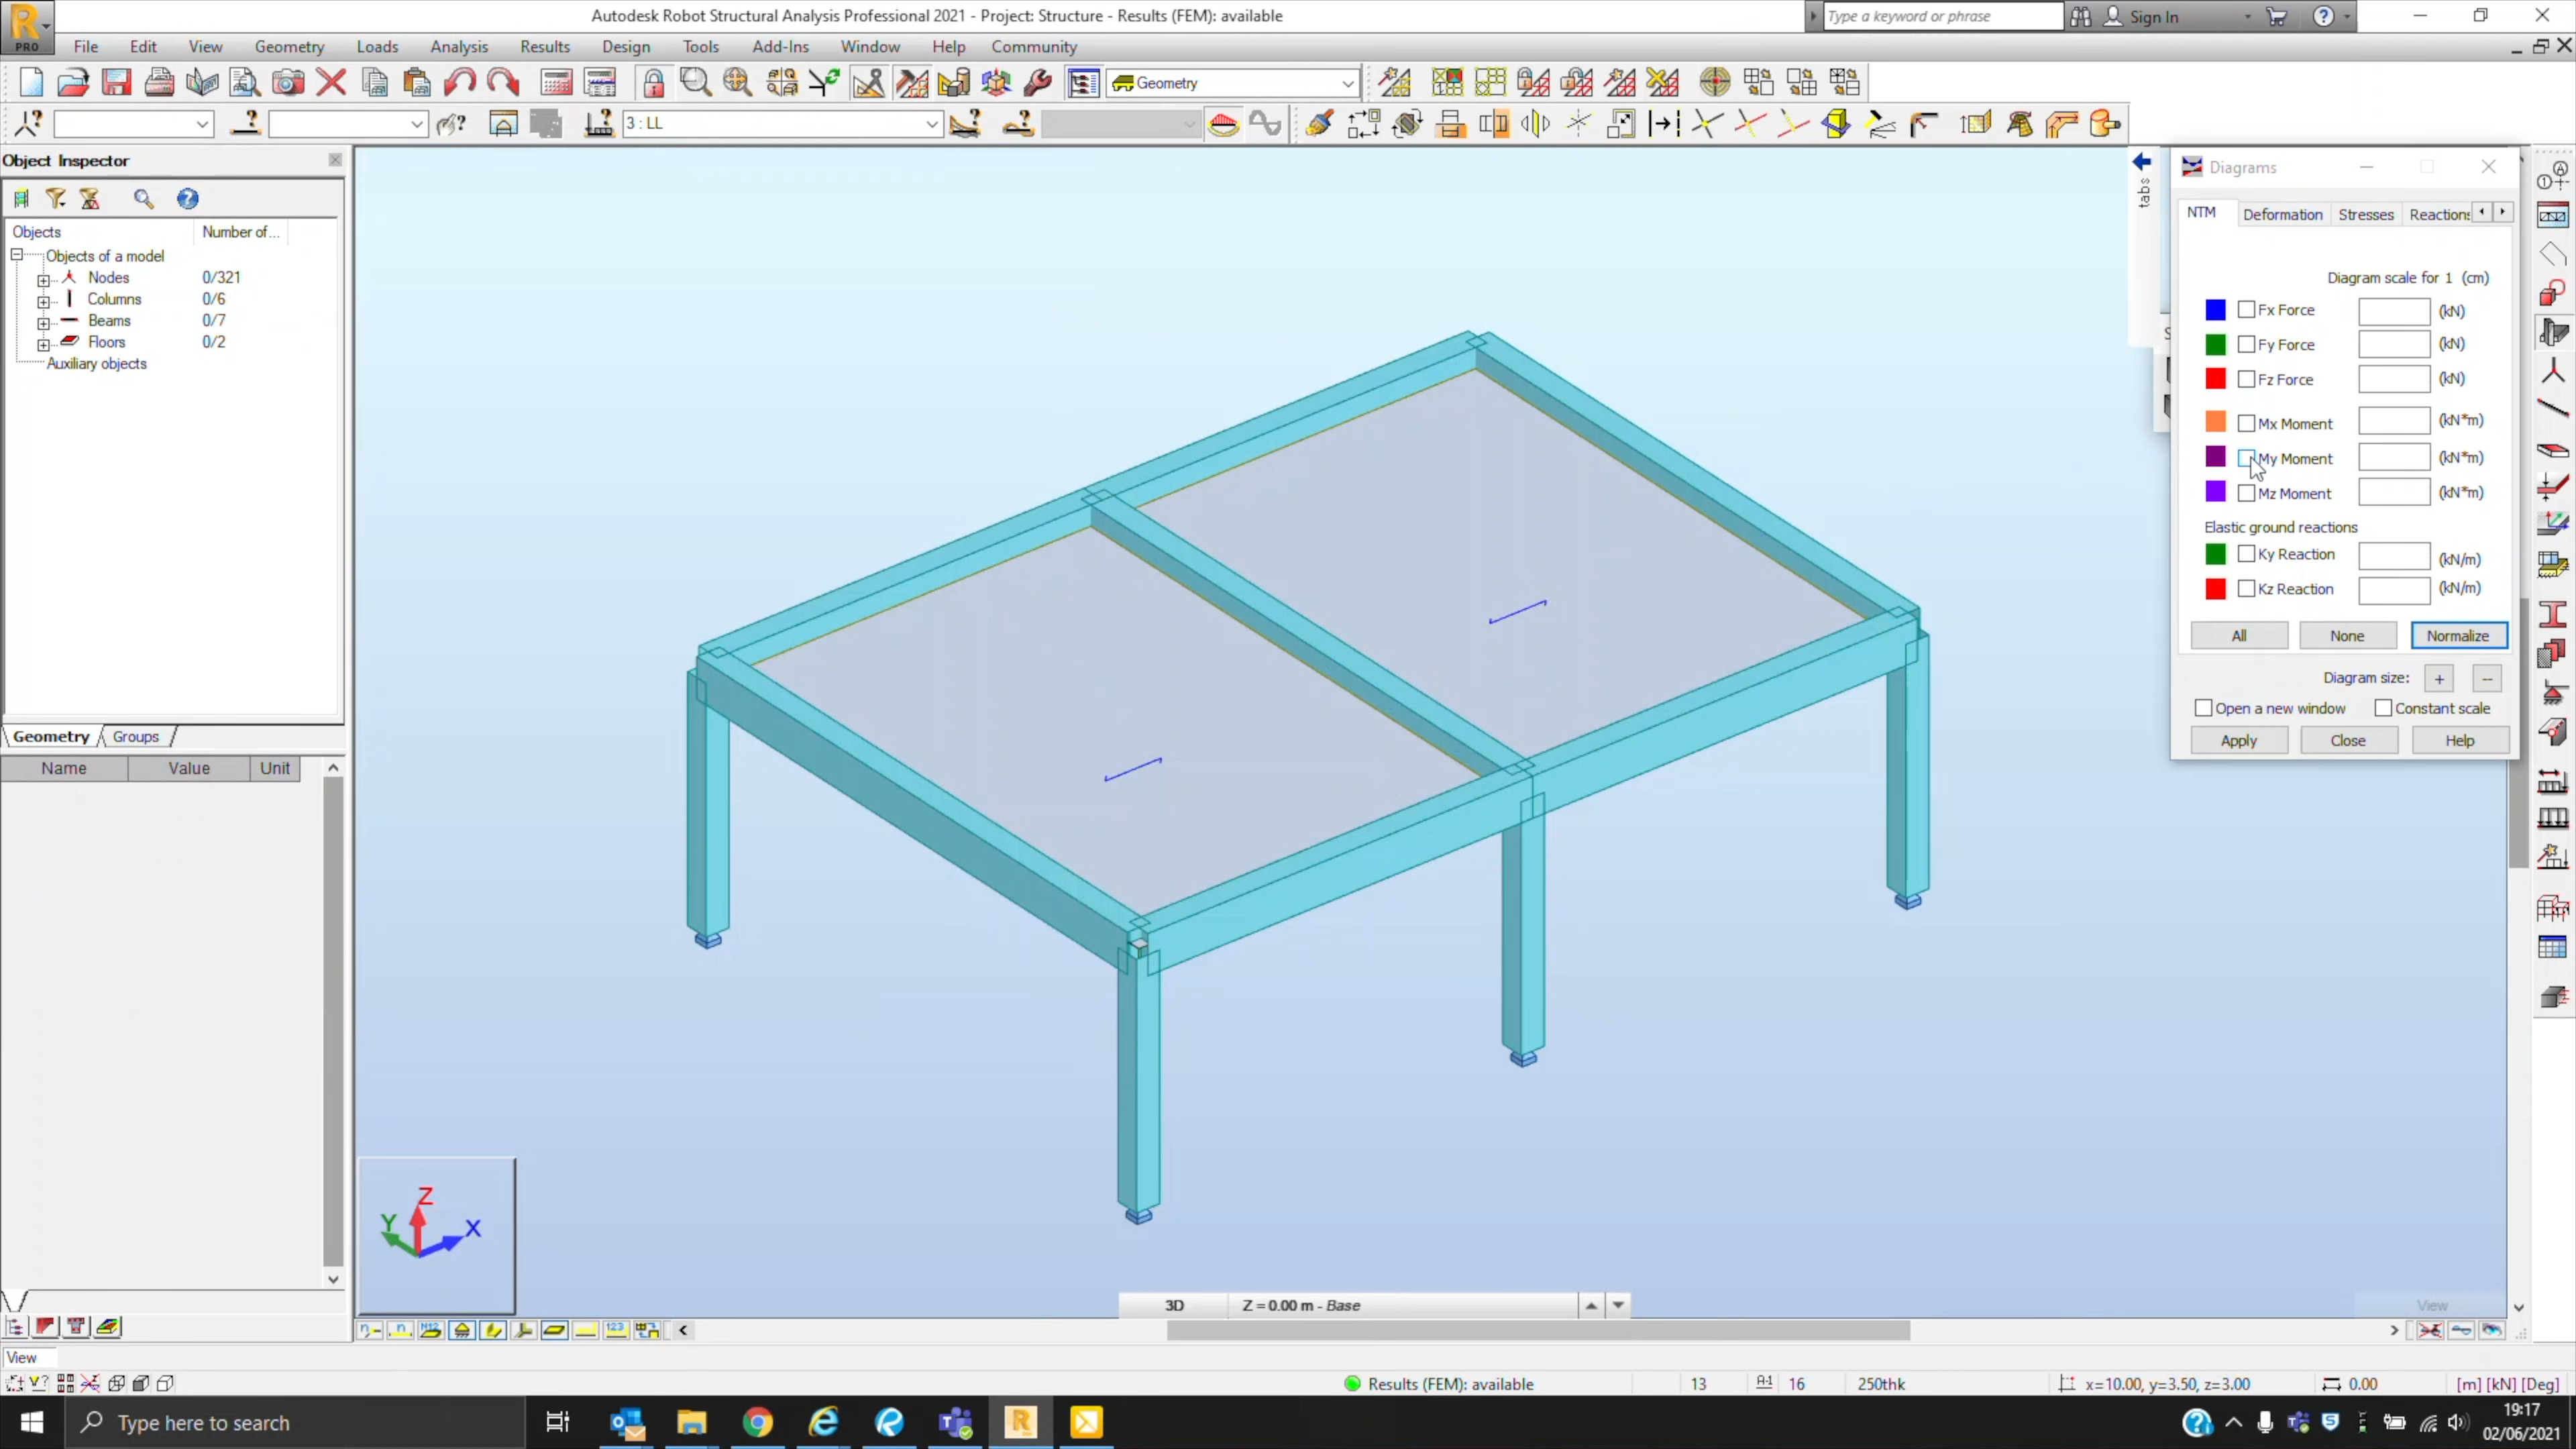 Autodesk Robot Structural Analysis Professional 2021 - Project: Structure - Results (FEM): available
Type a keyword or phrase
Sign In
PRO
File Edit View Geometry Loads Analysis Results Design Tools Add-Ins Window Help Community
Geometry
3 : LL
Object Inspector
Objects Number of...
Objects of a model
Nodes 0/321
Columns 0/6
Beams 0/7
Floors 0/2
Auxiliary objects
Geometry Groups
Name Value Unit
tabs
Diagrams
NTM Deformation Stresses Reactions
Diagram scale for 1 (cm)
Fx Force (kN)
Fy Force (kN)
Fz Force (kN)
Mx Moment (kN*m)
My Moment (kN*m)
Mz Moment (kN*m)
Elastic ground reactions
Ky Reaction (kN/m)
Kz Reaction (kN/m)
All None Normalize
Diagram size: + --
Open a new window Constant scale
Apply Close Help
Z
Y
X
3D Z = 0.00 m - Base
View
View
Results (FEM): available 13 16 250thk x=10.00, y=3.50, z=3.00 0.00 [m] [kN] [Deg]
Type here to search
19:17
02/06/2021